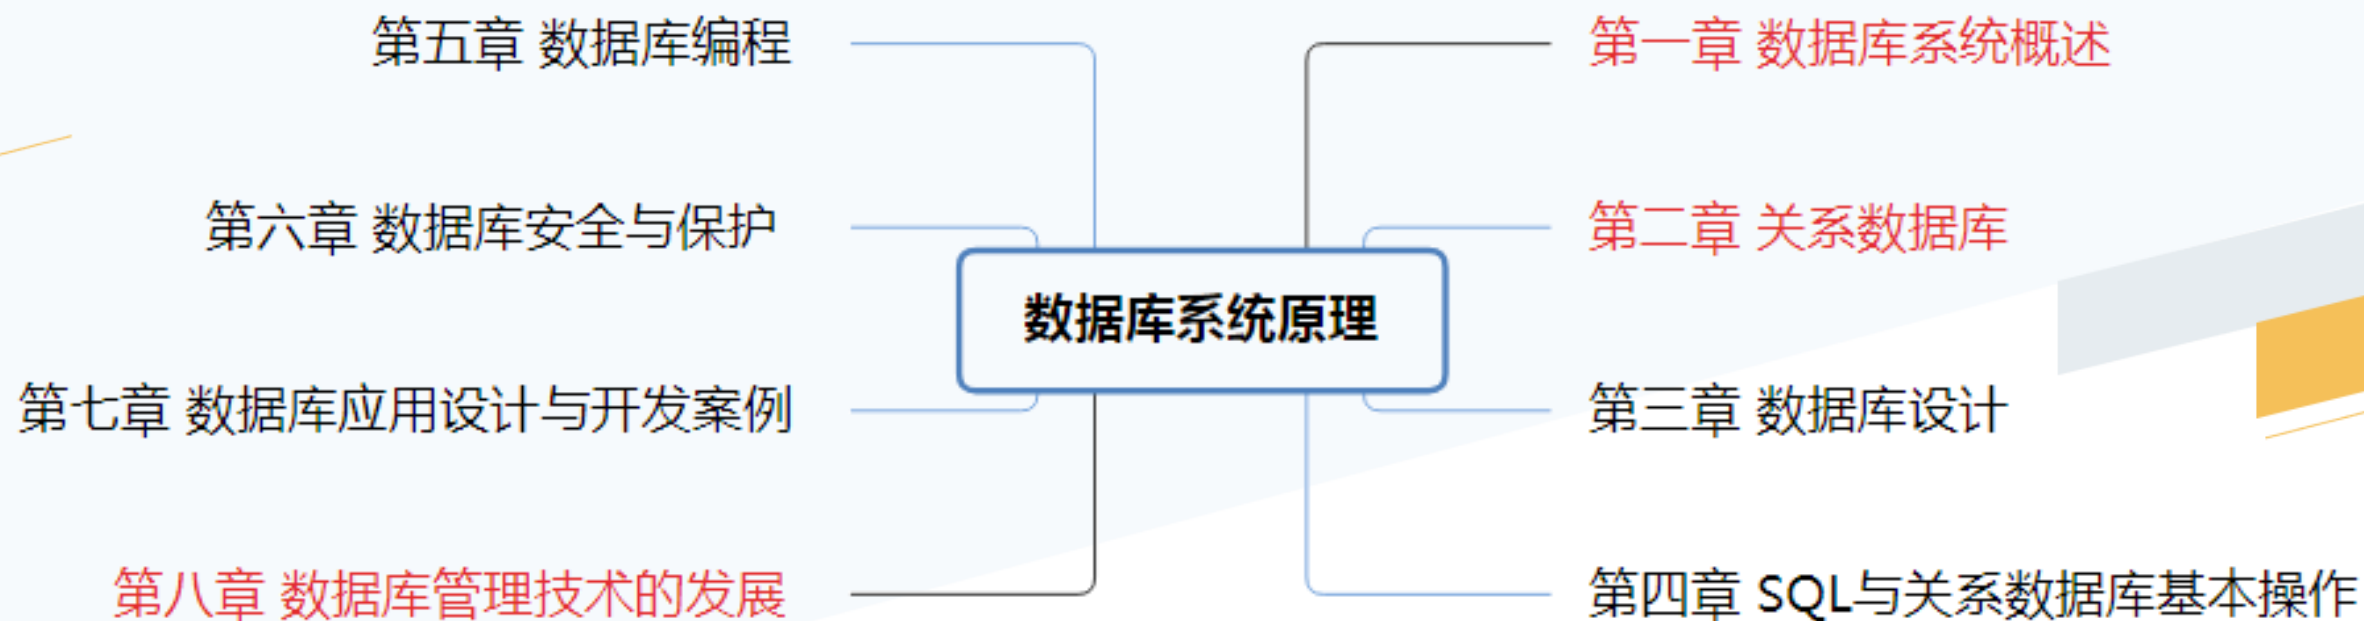 第五章 数据库编程
第一章 数据库系统概述
第六章 数据库安全与保护
第二章 关系数据库
数据库系统原理
第七章 数据库应用设计与开发案例
第三章 数据库设计
第八章 数据库管理技术的发展
第四章 SQL与关系数据库基本操作